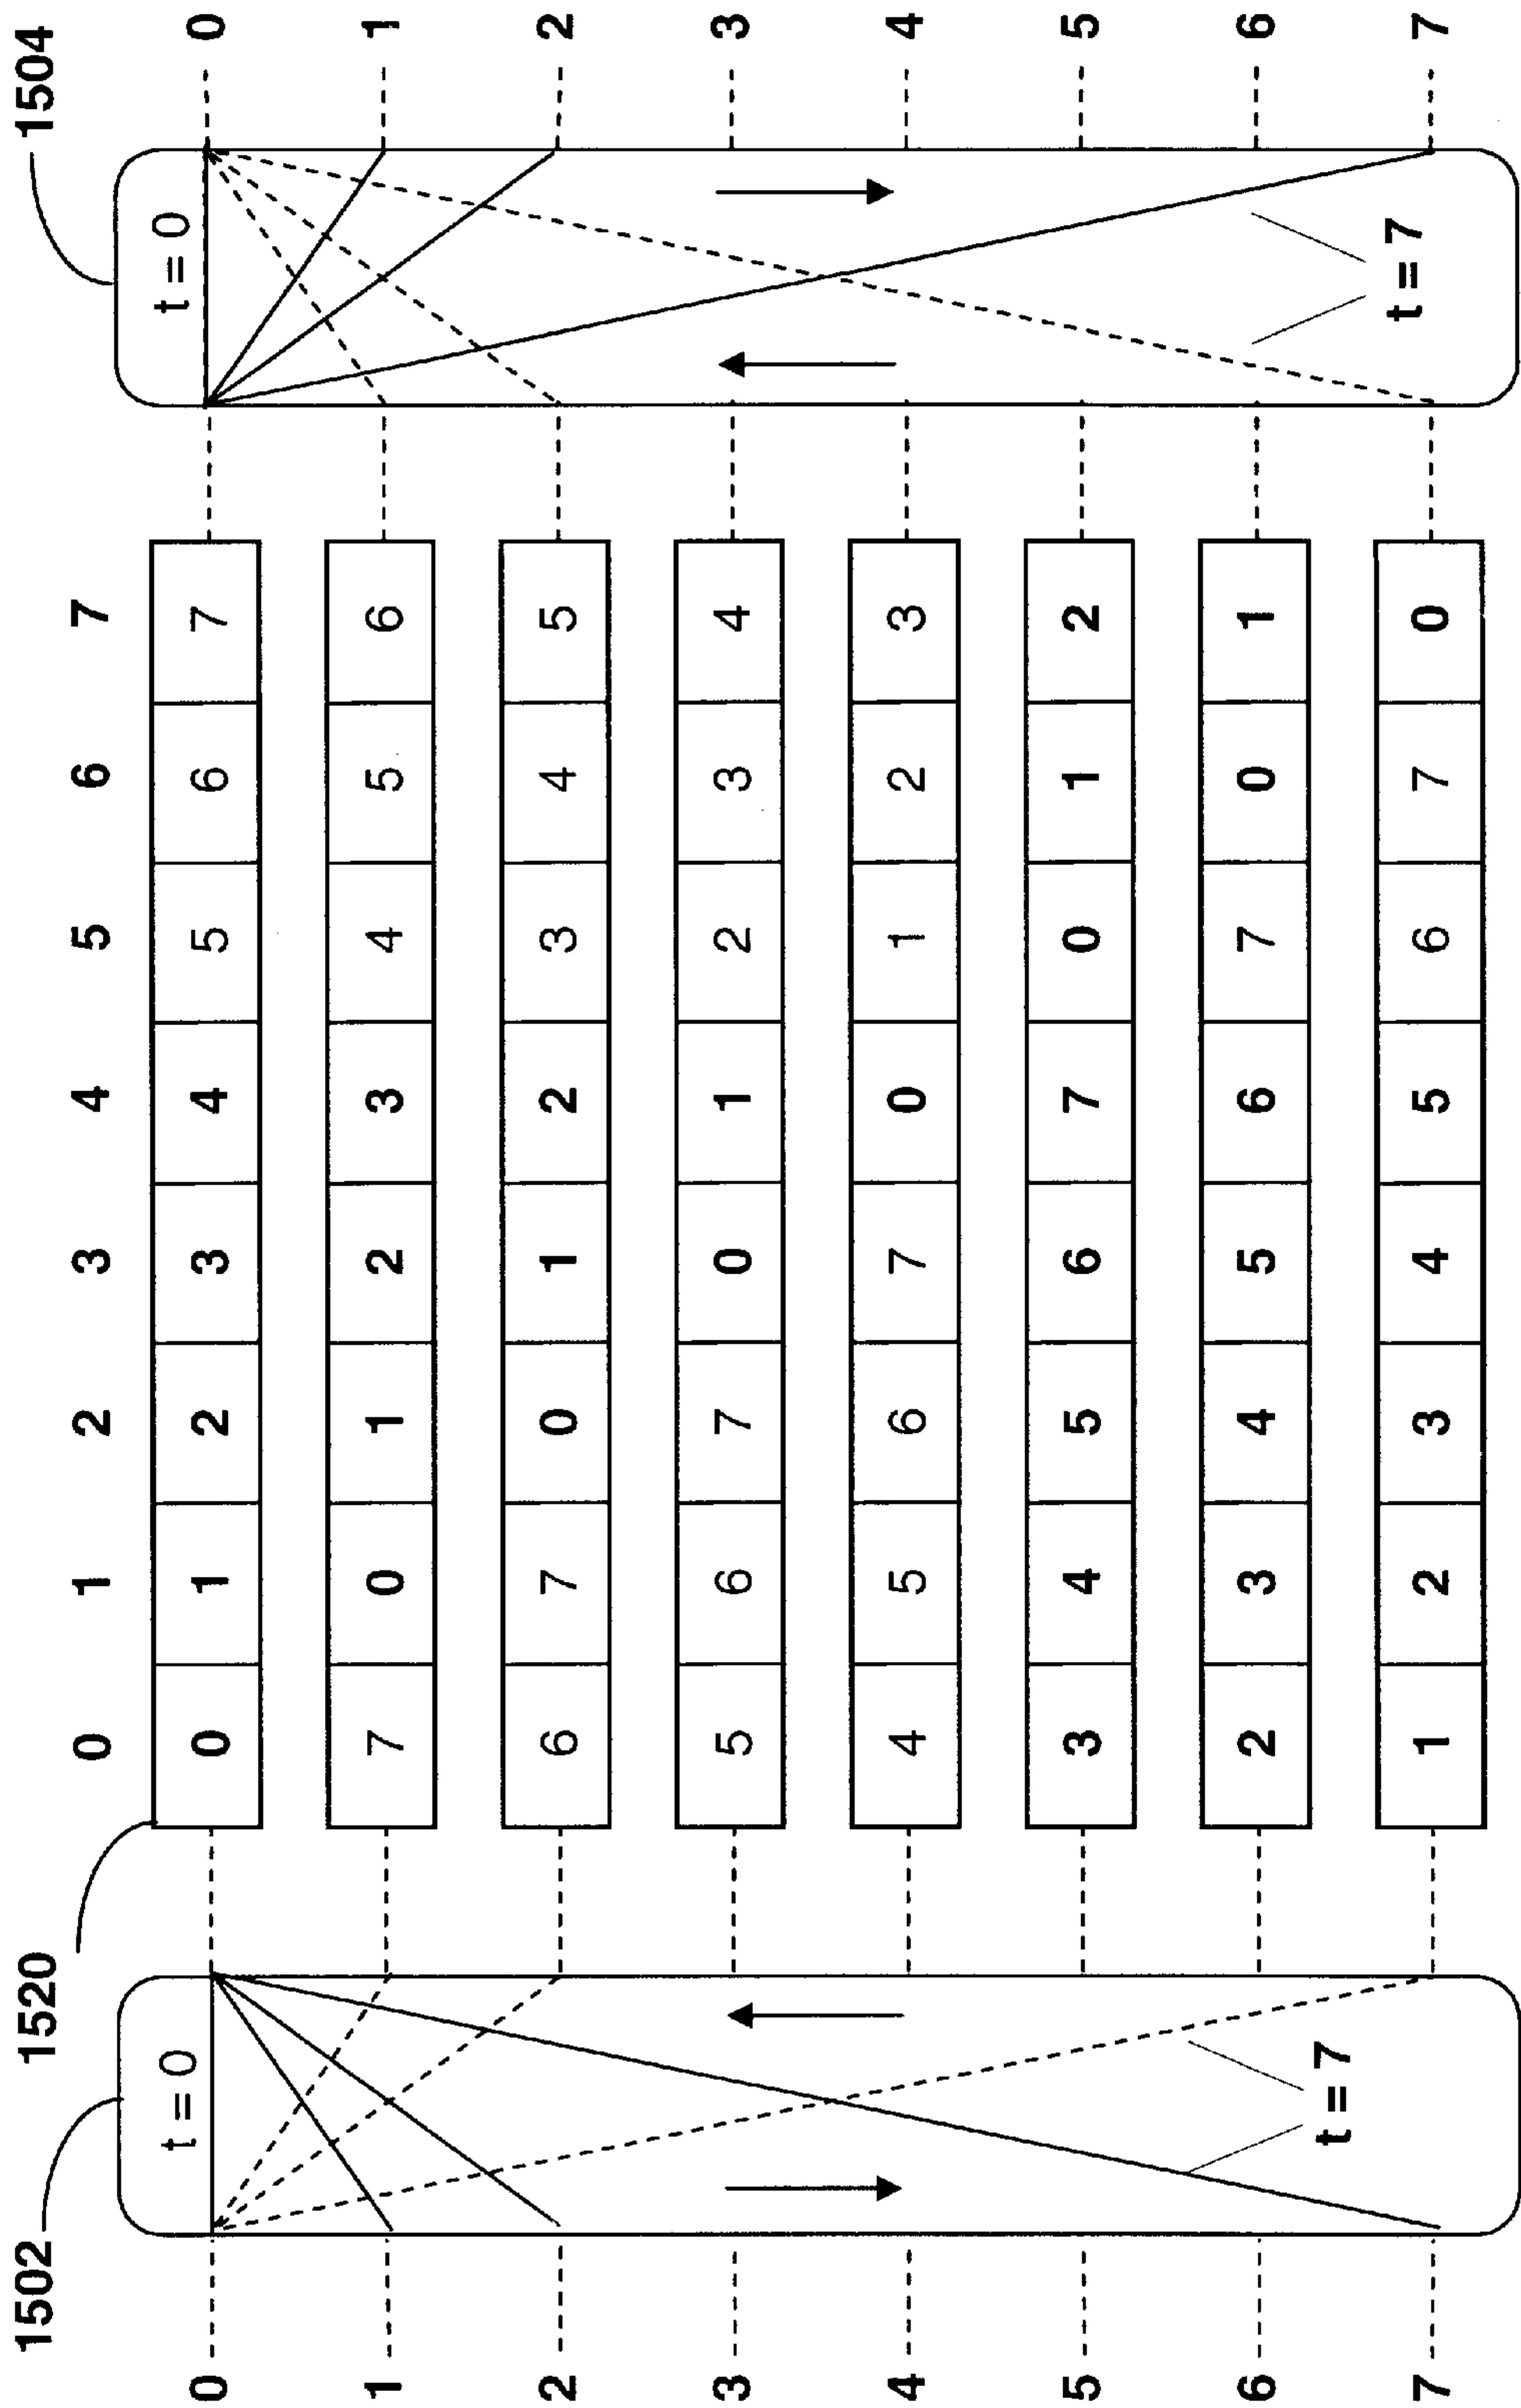 1502 1520 1504
0 1 2 3 4 5 6 7
t = 0 t = 0
0 0 1 2 3 4 5 6 7 0
1 7 0 1 2 3 4 5 6 1
2 6 7 0 1 2 3 4 5 2
3 5 6 7 0 1 2 3 4 3
4 4 5 6 7 0 1 2 3 4
5 3 4 5 6 7 0 1 2 5
6 2 3 4 5 6 7 0 1 6
t = 7 t = 7
7 1 2 3 4 5 6 7 0 7